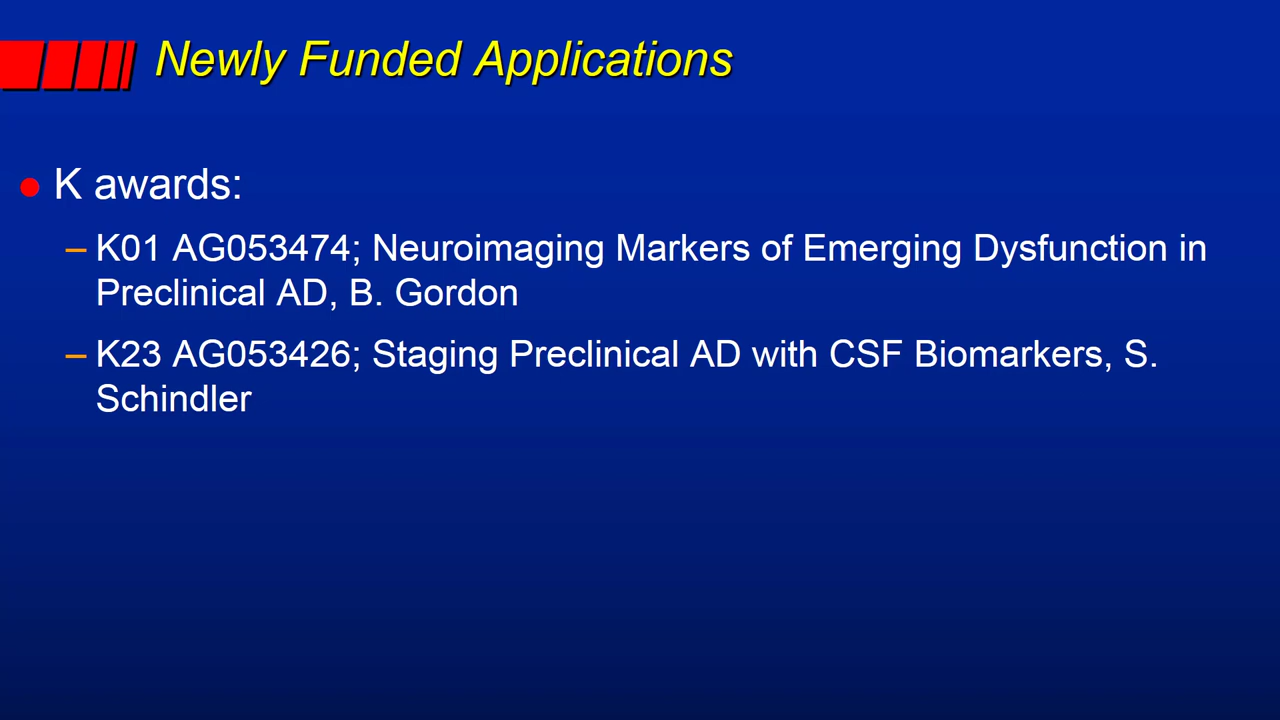 Newly Funded Applications
K awards:
– K01 AG053474; Neuroimaging Markers of Emerging Dysfunction in
Preclinical AD, B. Gordon
– K23 AG053426; Staging Preclinical AD with CSF Biomarkers, S.
Schindler